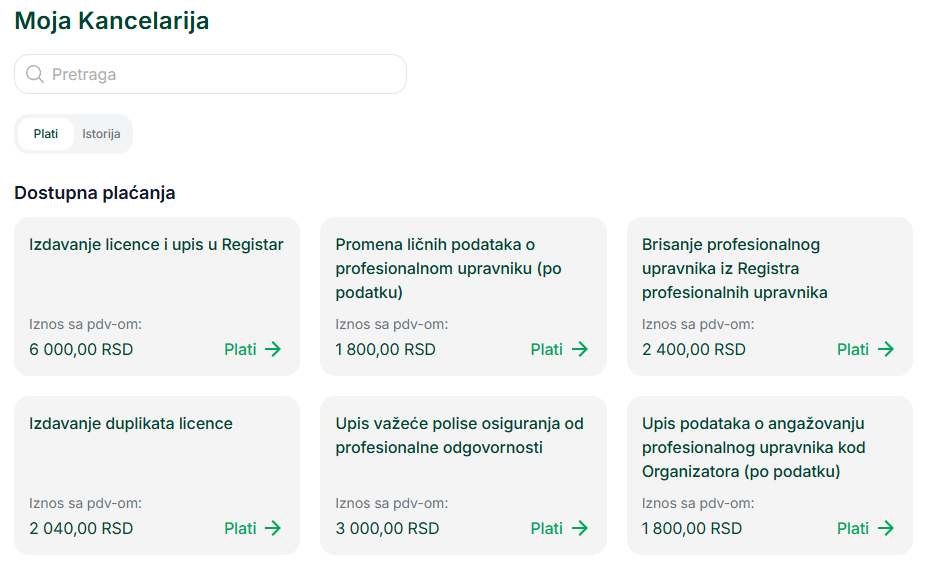 Moja Kancelarija
Pretraga
Plati
Istorija
Dostupna plaćanja
Izdavanje licence i upis u Registar
Iznos sa pdv-om:
6 000,00 RSD
Plati →
Promena ličnih podataka o
profesionalnom upravniku (po
podatku)
Iznos sa pdv-om:
1 800,00 RSD
Plati →
Brisanje profesionalnog
upravnika iz Registra
profesionalnih upravnika
Iznos sa pdv-om:
2 400,00 RSD
Plati →
Izdavanje duplikata licence
Iznos sa pdv-om:
2 040,00 RSD
Plati →
Upis važeće polise osiguranja od
profesionalne odgovornosti
Iznos sa pdv-om:
3 000,00 RSD
Plati →
Upis podataka o angažovanju
profesionalnog upravnika kod
Organizatora (po podatku)
Iznos sa pdv-om:
1 800,00 RSD
Plati →